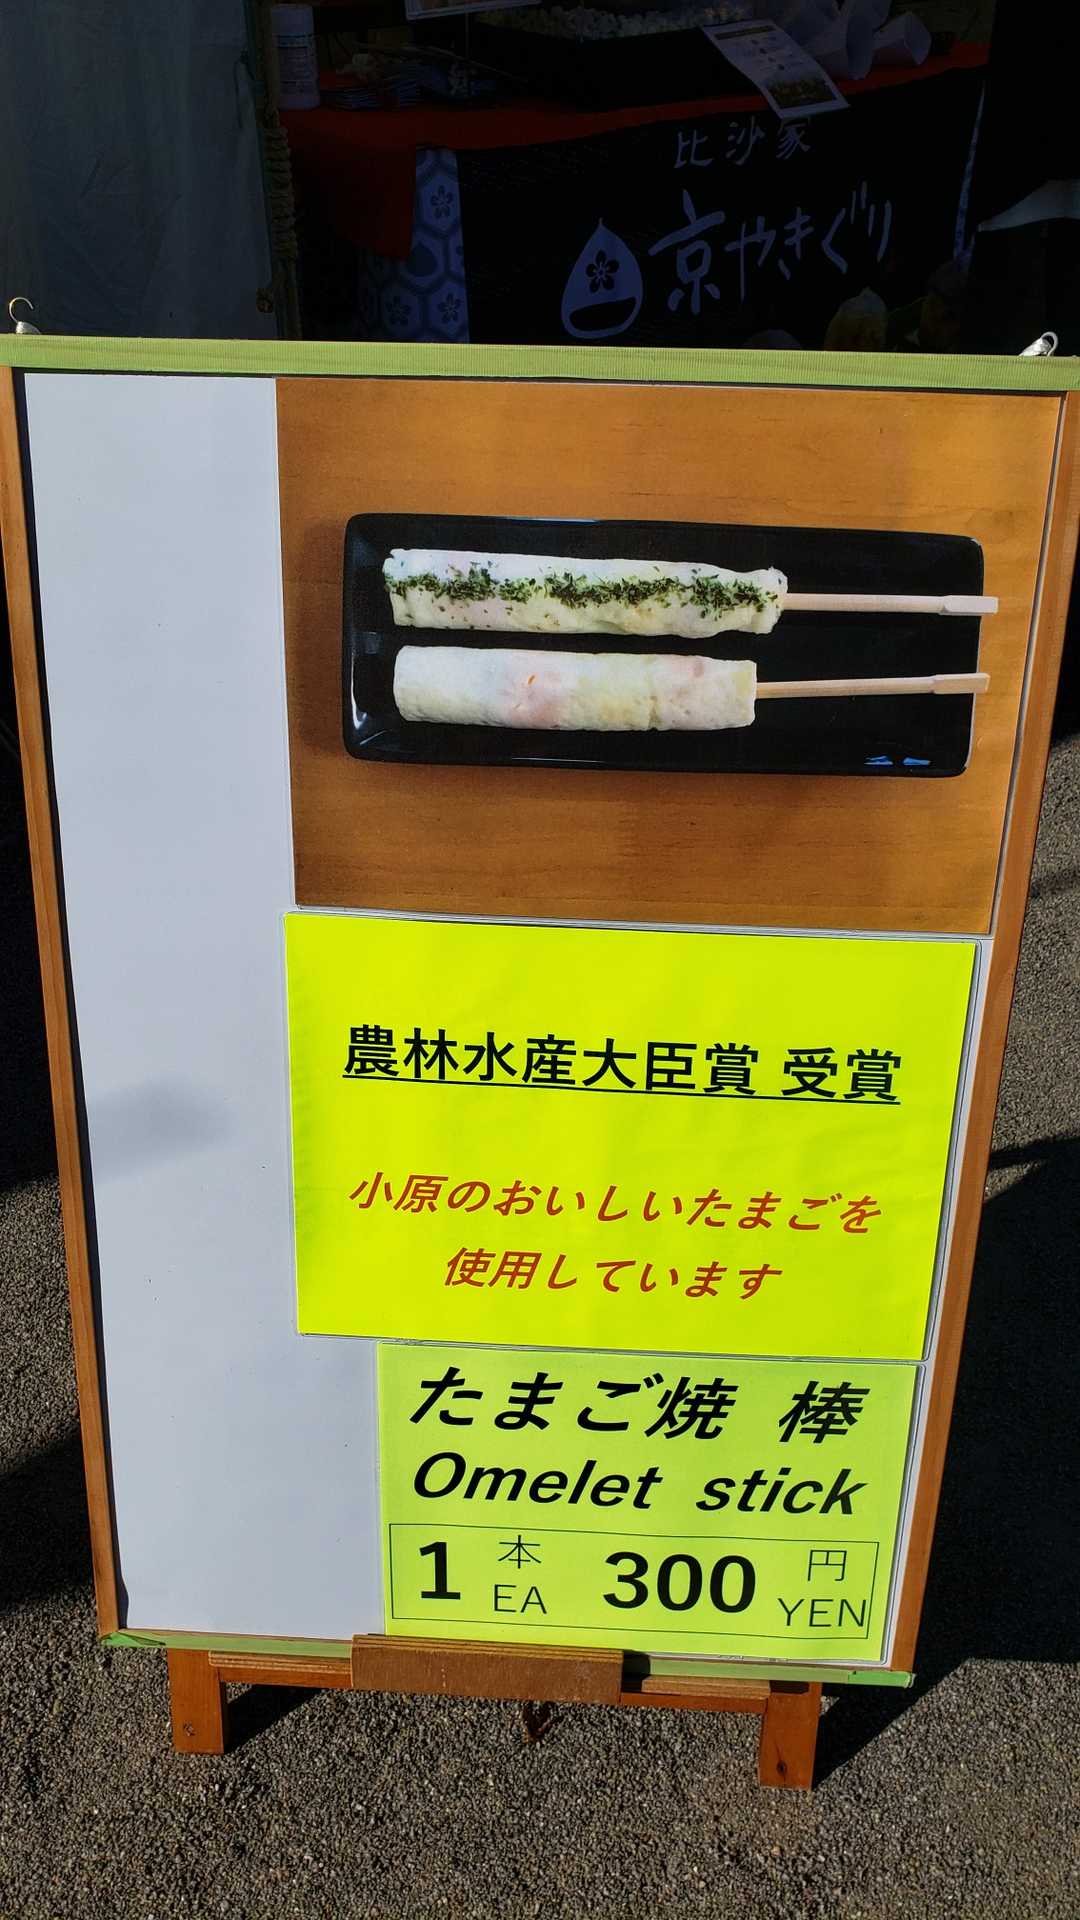 比沙家
京やきぐり
農林水産大臣賞 受賞
小原のおいしいたまごを
使用しています
たまご焼 棒
Omelet stick
1 本 300 円
EA YEN